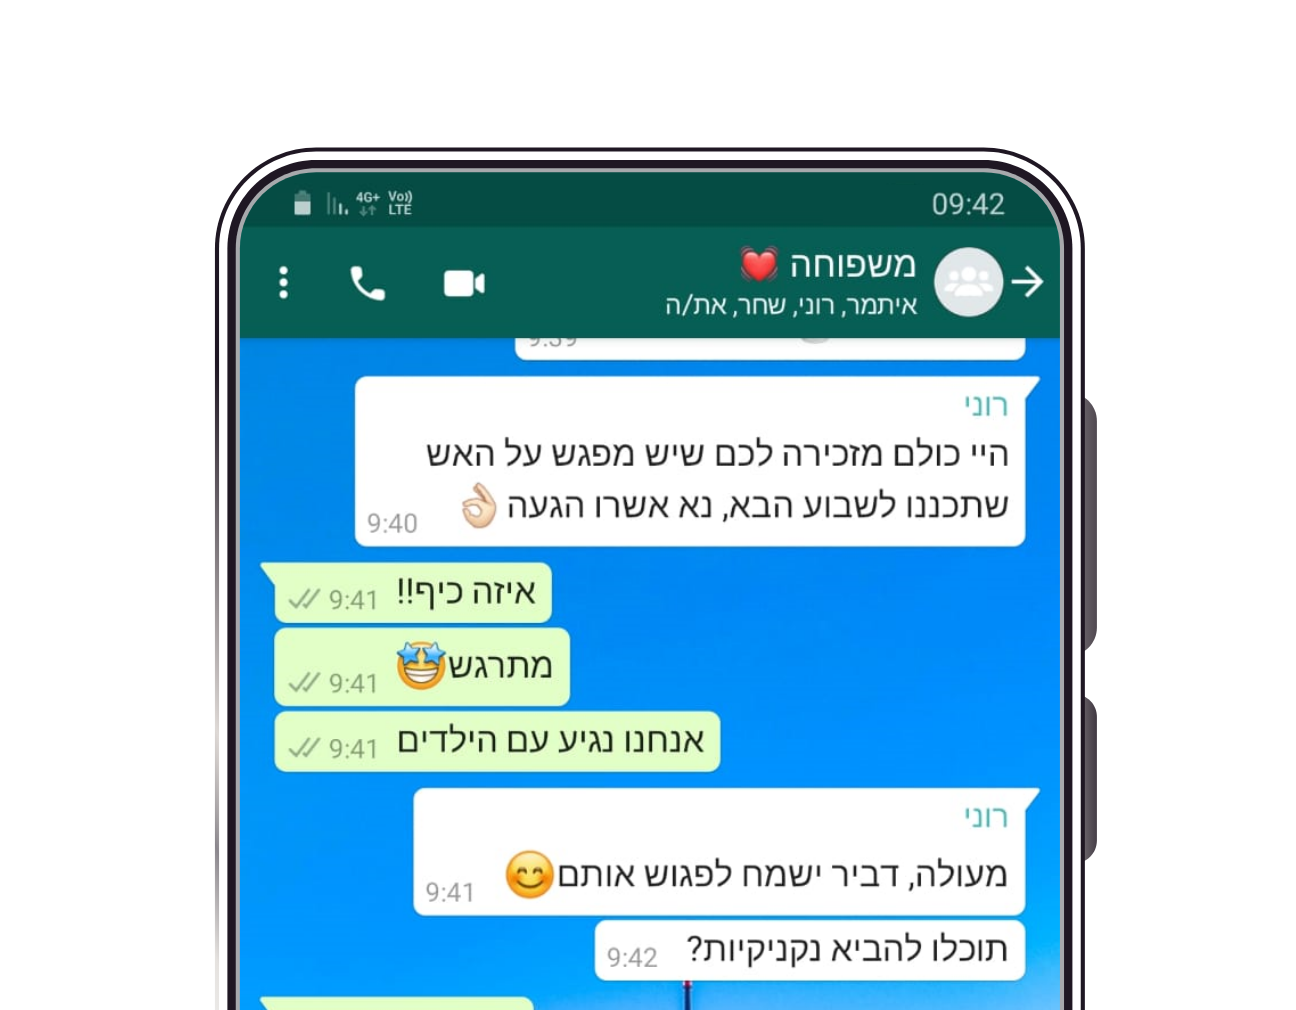 4G+ Vo)) LTE
09:42
משפוחה 💓
איתמר, רוני, שחר, את/ה
9:39
רוני
היי כולם מזכירה לכם שיש מפגש על האש
שתכננו לשבוע הבא, נא אשרו הגעה 👌🏻
9:40
איזה כיף!! 9:41
מתרגש🤩 9:41
אנחנו נגיע עם הילדים 9:41
רוני
מעולה, דביר ישמח לפגוש אותם😊
9:41
תוכלו להביא נקניקיות? 9:42